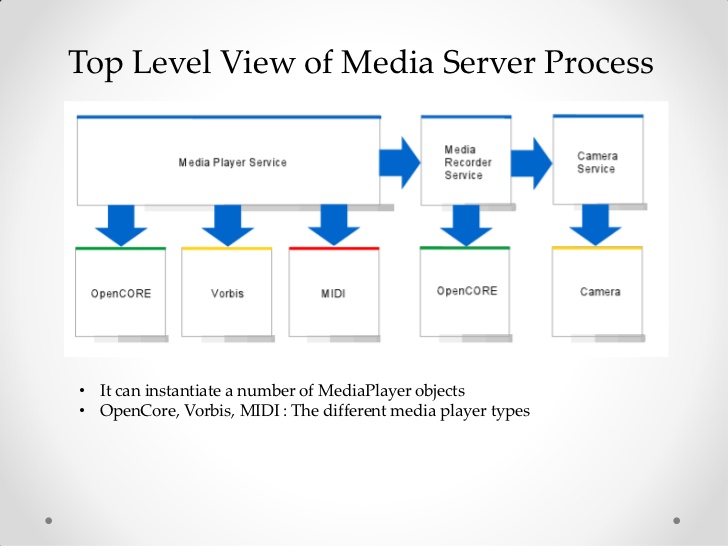 Top Level View of Media Server Process
Media Player Service
Media
Recorder
Service
Camera
Service
OpenCORE
Vorbis
MIDI
OpenCORE
Camera
• It can instantiate a number of MediaPlayer objects
• OpenCore, Vorbis, MIDI : The different media player types